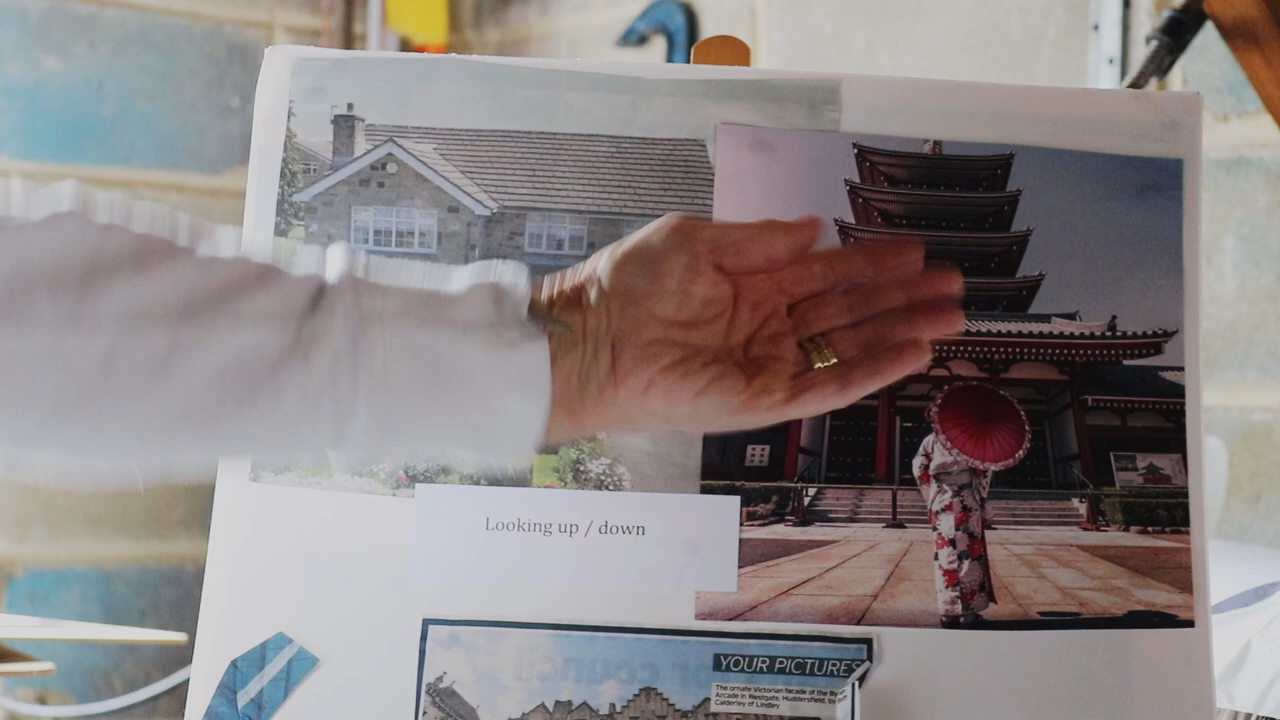 Looking up / down
YOUR PICTURES
The ornate Victorian facade of the
Arcade in Westgate, Huddersfield, by
Calderley of Lindley